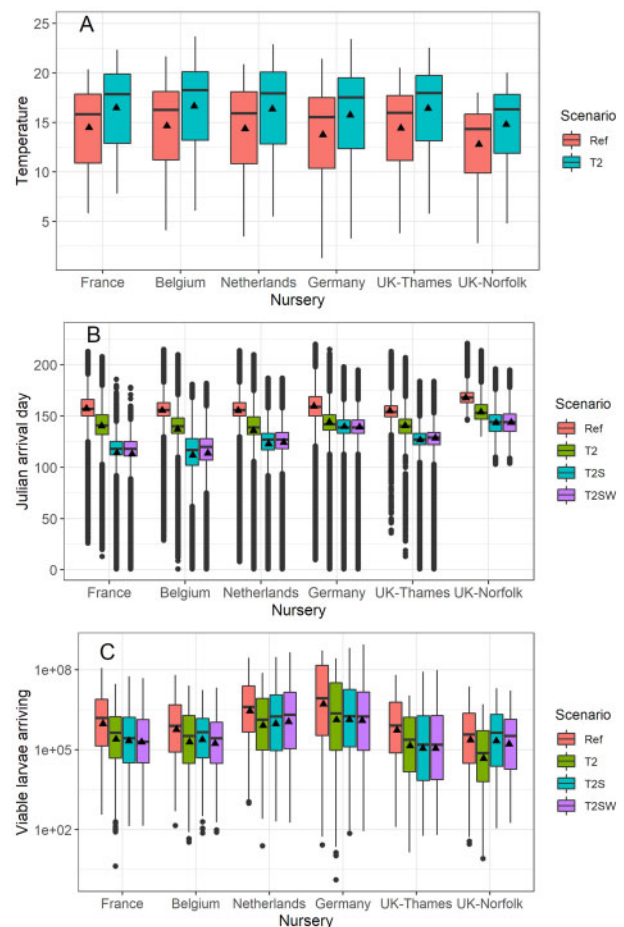 A
25
20
15
10
5
Temperature
France Belgium Netherlands Germany UK-Thames UK-Norfolk
Nursery
Scenario
Ref
T2
B
200
150
100
50
0
Julian arrival day
France Belgium Netherlands Germany UK-Thames UK-Norfolk
Nursery
Scenario
Ref
T2
T2S
T2SW
C
1e+08
1e+05
1e+02
Viable larvae arriving
France Belgium Netherlands Germany UK-Thames UK-Norfolk
Nursery
Scenario
Ref
T2
T2S
T2SW